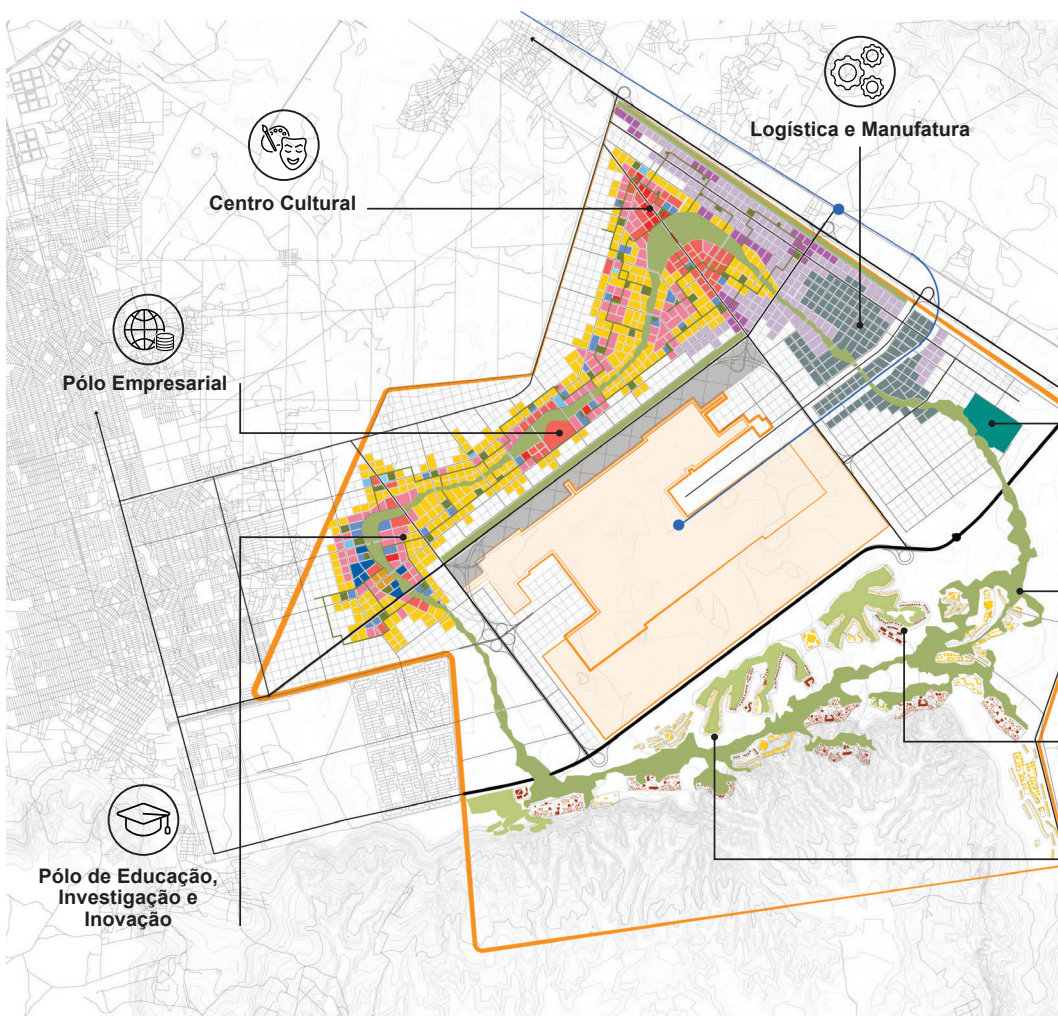 Logística e Manufatura
Centro Cultural
Pólo Empresarial
Pólo de Educação,
Investigação e
Inovação